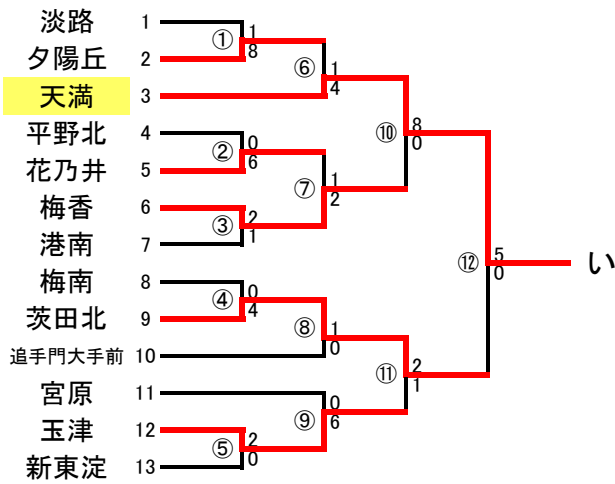 淡路 1
① 1
8
夕陽丘 2
⑥ 1
4
天満 3
⑩ 8
0
平野北 4
② 0
6
花乃井 5
⑦ 1
2
梅香 6
③ 2
1
港南 7
⑫ 5
0
い
梅南 8
④ 0
4
茨田北 9
⑧ 1
0
追手門大手前 10
⑪ 2
1
宮原 11
⑨ 0
6
玉津 12
⑤ 2
0
新東淀 13